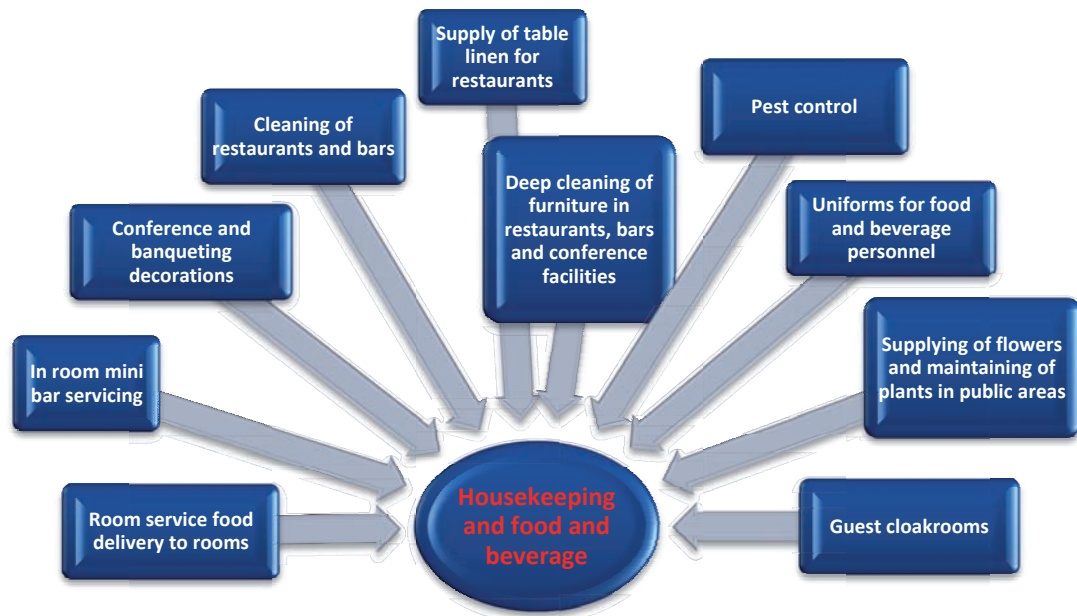 Supply of table
linen for
restaurants
Pest control
Cleaning of
restaurants and bars
Deep cleaning of
furniture in
restaurants, bars
and conference
facilities
Uniforms for food
and beverage
personnel
Conference and
banqueting
decorations
Supplying of flowers
and maintaining of
plants in public areas
In room mini
bar servicing
Room service food
delivery to rooms
Housekeeping
and food and
beverage
Guest cloakrooms